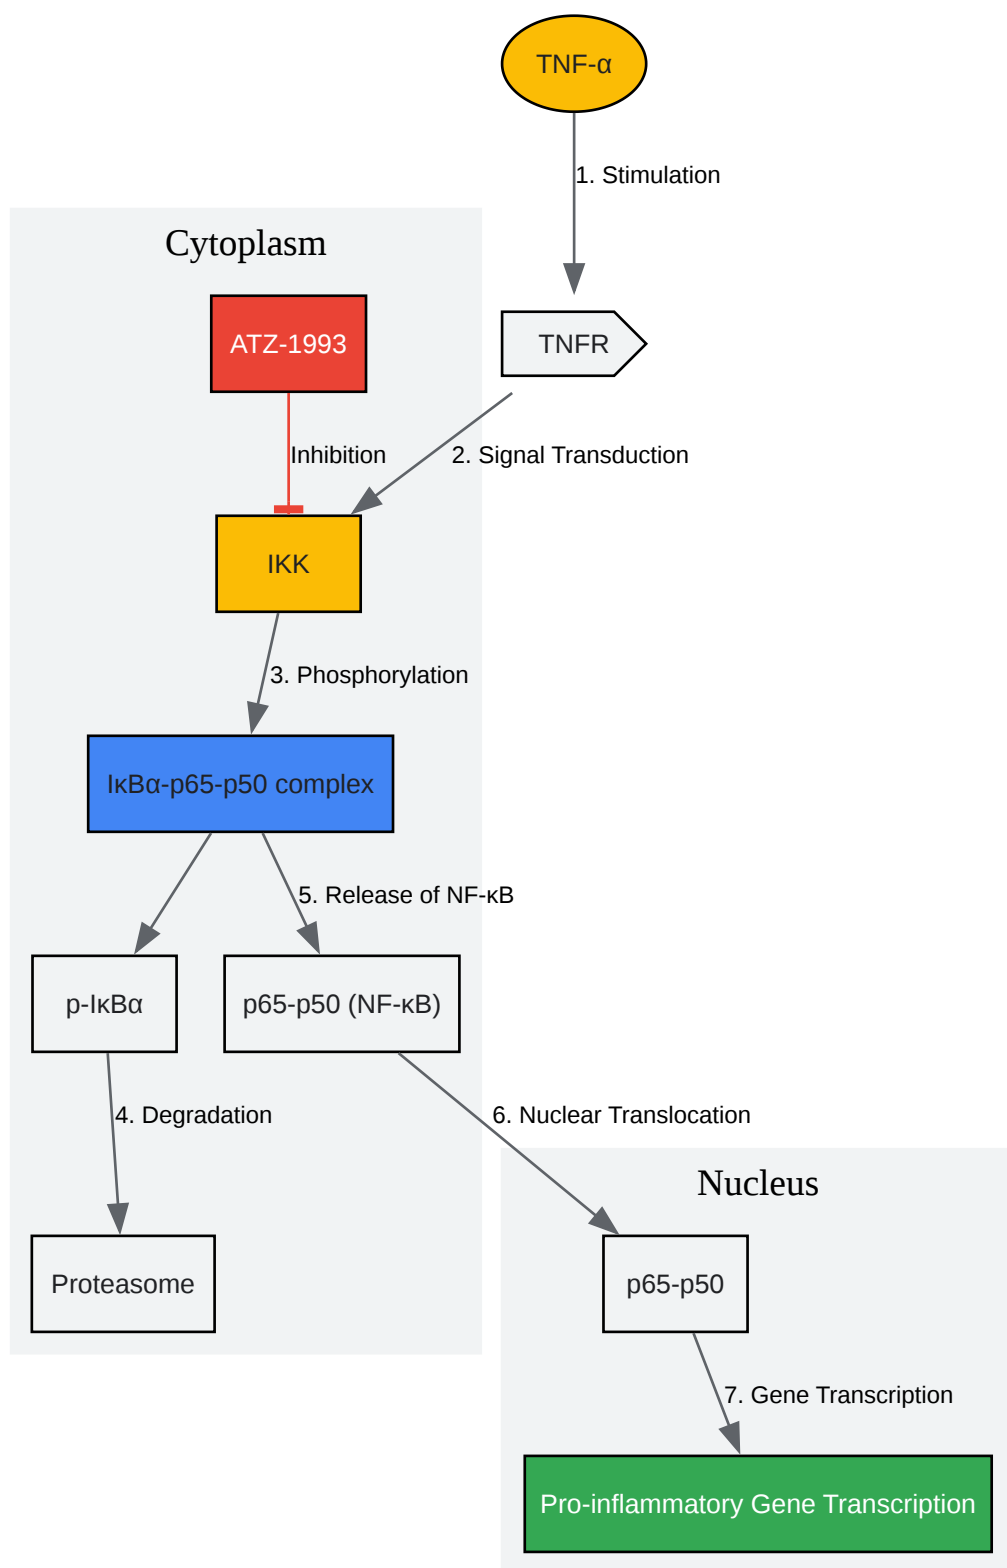 TNF-α
1. Stimulation
Cytoplasm
ATZ-1993
TNFR
Inhibition
2. Signal Transduction
IKK
3. Phosphorylation
IκBα-p65-p50 complex
5. Release of NF-κB
p-IκBα
p65-p50 (NF-κB)
4. Degradation
6. Nuclear Translocation
Nucleus
Proteasome
p65-p50
7. Gene Transcription
Pro-inflammatory Gene Transcription